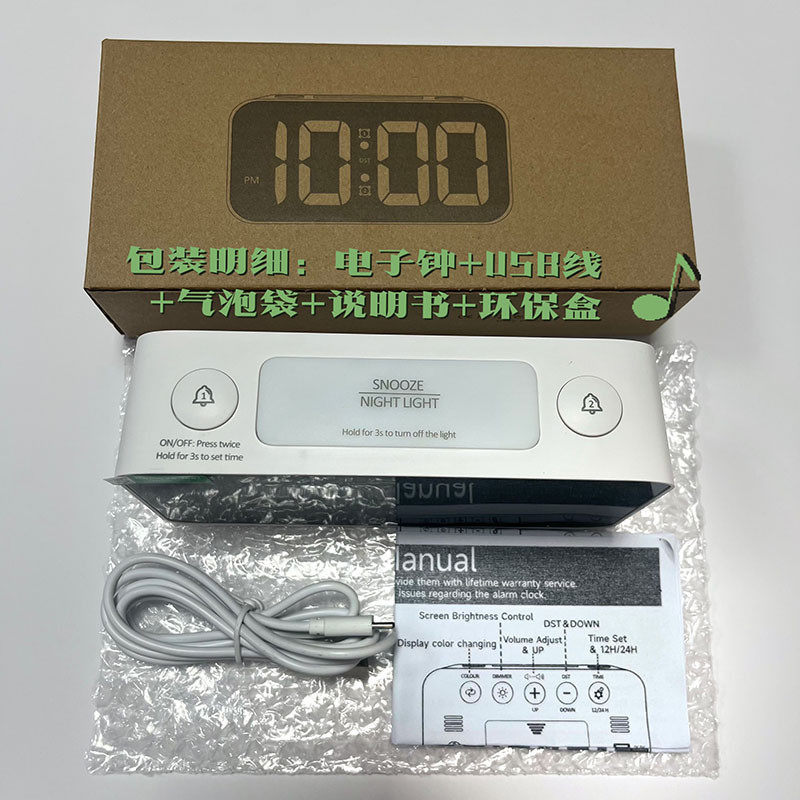 PM
10:00
DST
包装明细：电子钟+USB线
+气泡袋+说明书+环保盒
1
SNOOZE
NIGHT LIGHT
Hold for 3s to turn off the light
2
ON/OFF: Press twice
Hold for 3s to set time
anual
anual
vide them with lifetime warranty service.
issues regarding the alarm clock.
Screen Brightness Control
DST & DOWN
Display color changing
Volume Adjust
& UP
Time Set
& 12H/24H
COLOUR
DIMMER
DST
TIME
UP
DOWN
12/24 H